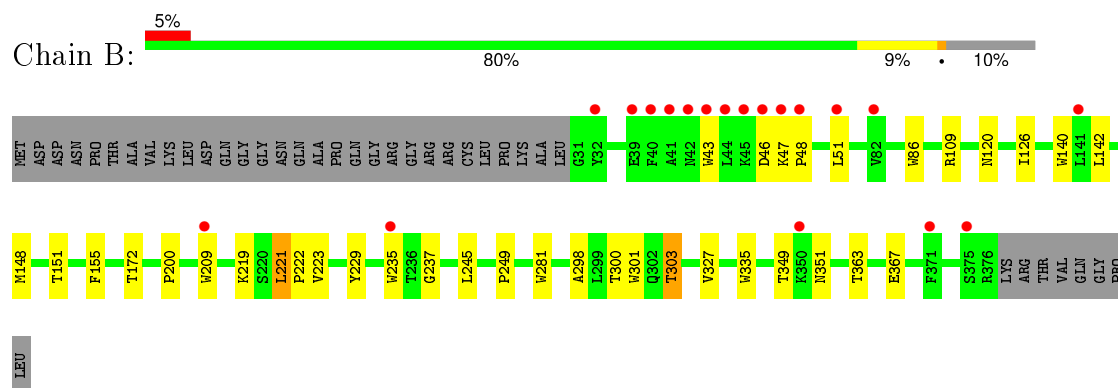 5%
Chain B:
80% 9% • 10%
MET ASP ASP ASN PRO THR ALA VAL LYS LEU ASP GLN GLY GLY ASN GLN ALA PRO GLN GLY ARG GLY ARG ARG CYS LEU PRO LYS ALA LEU G31 Y32 E39 F40 A41 N42 W43 L44 K45 D46 K47 P48 L51 V82 W86 R109 N120 I126 W140 L141 L142
M148 T151 F155 T172 P200 W209 K219 S220 L221 P222 V223 Y229 W235 T236 G237 L245 P249 W281 A298 L299 T300 W301 Q302 T303 V327 W335 T349 K350 N351 T363 E367 F371 S375 R376 LYS ARG THR VAL GLN GLY PRO
LEU